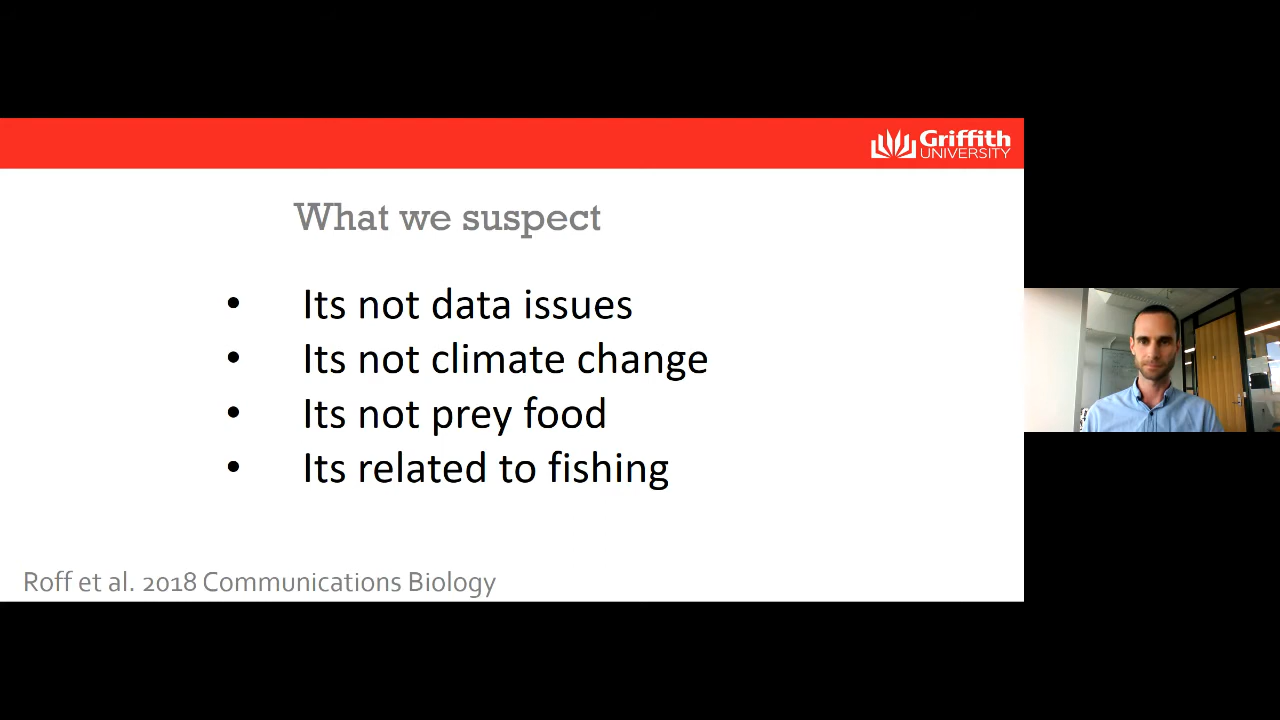 Griffith
UNIVERSITY
What we suspect
• Its not data issues
• Its not climate change
• Its not prey food
• Its related to fishing
Roff et al. 2018 Communications Biology